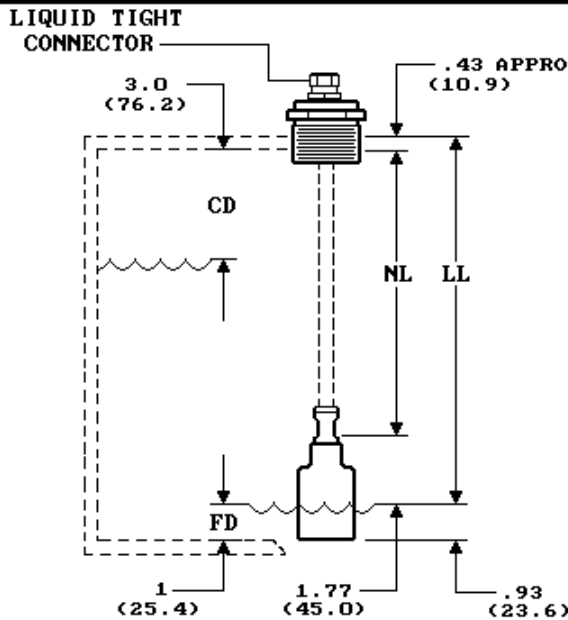 LIQUID TIGHT
CONNECTOR
3.0
(76.2)
.43 APPRO
(10.9)
CD
NL
LL
FD
1
(25.4)
1.77
(45.0)
.93
(23.6)